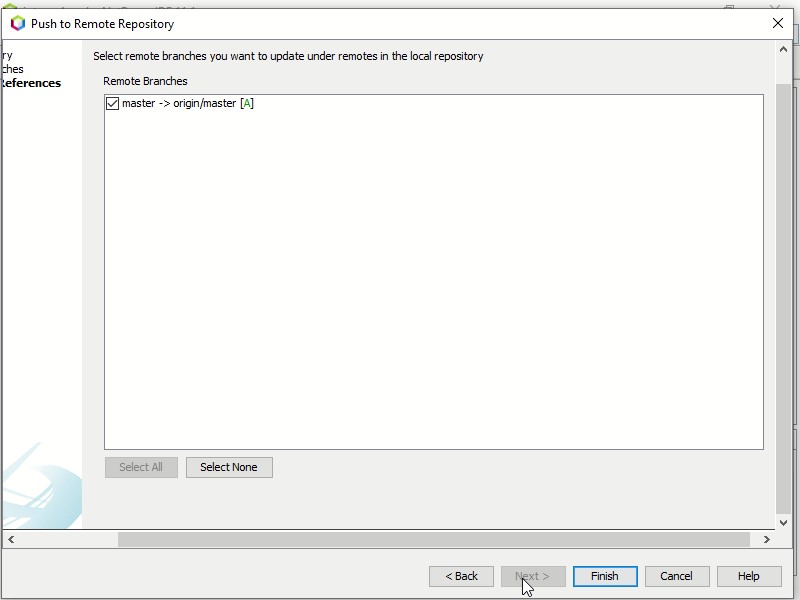 Push to Remote Repository
ry
ches
References
Select remote branches you want to update under remotes in the local repository
Remote Branches
master -> origin/master [A]
Select All
Select None
< Back
Next >
Finish
Cancel
Help